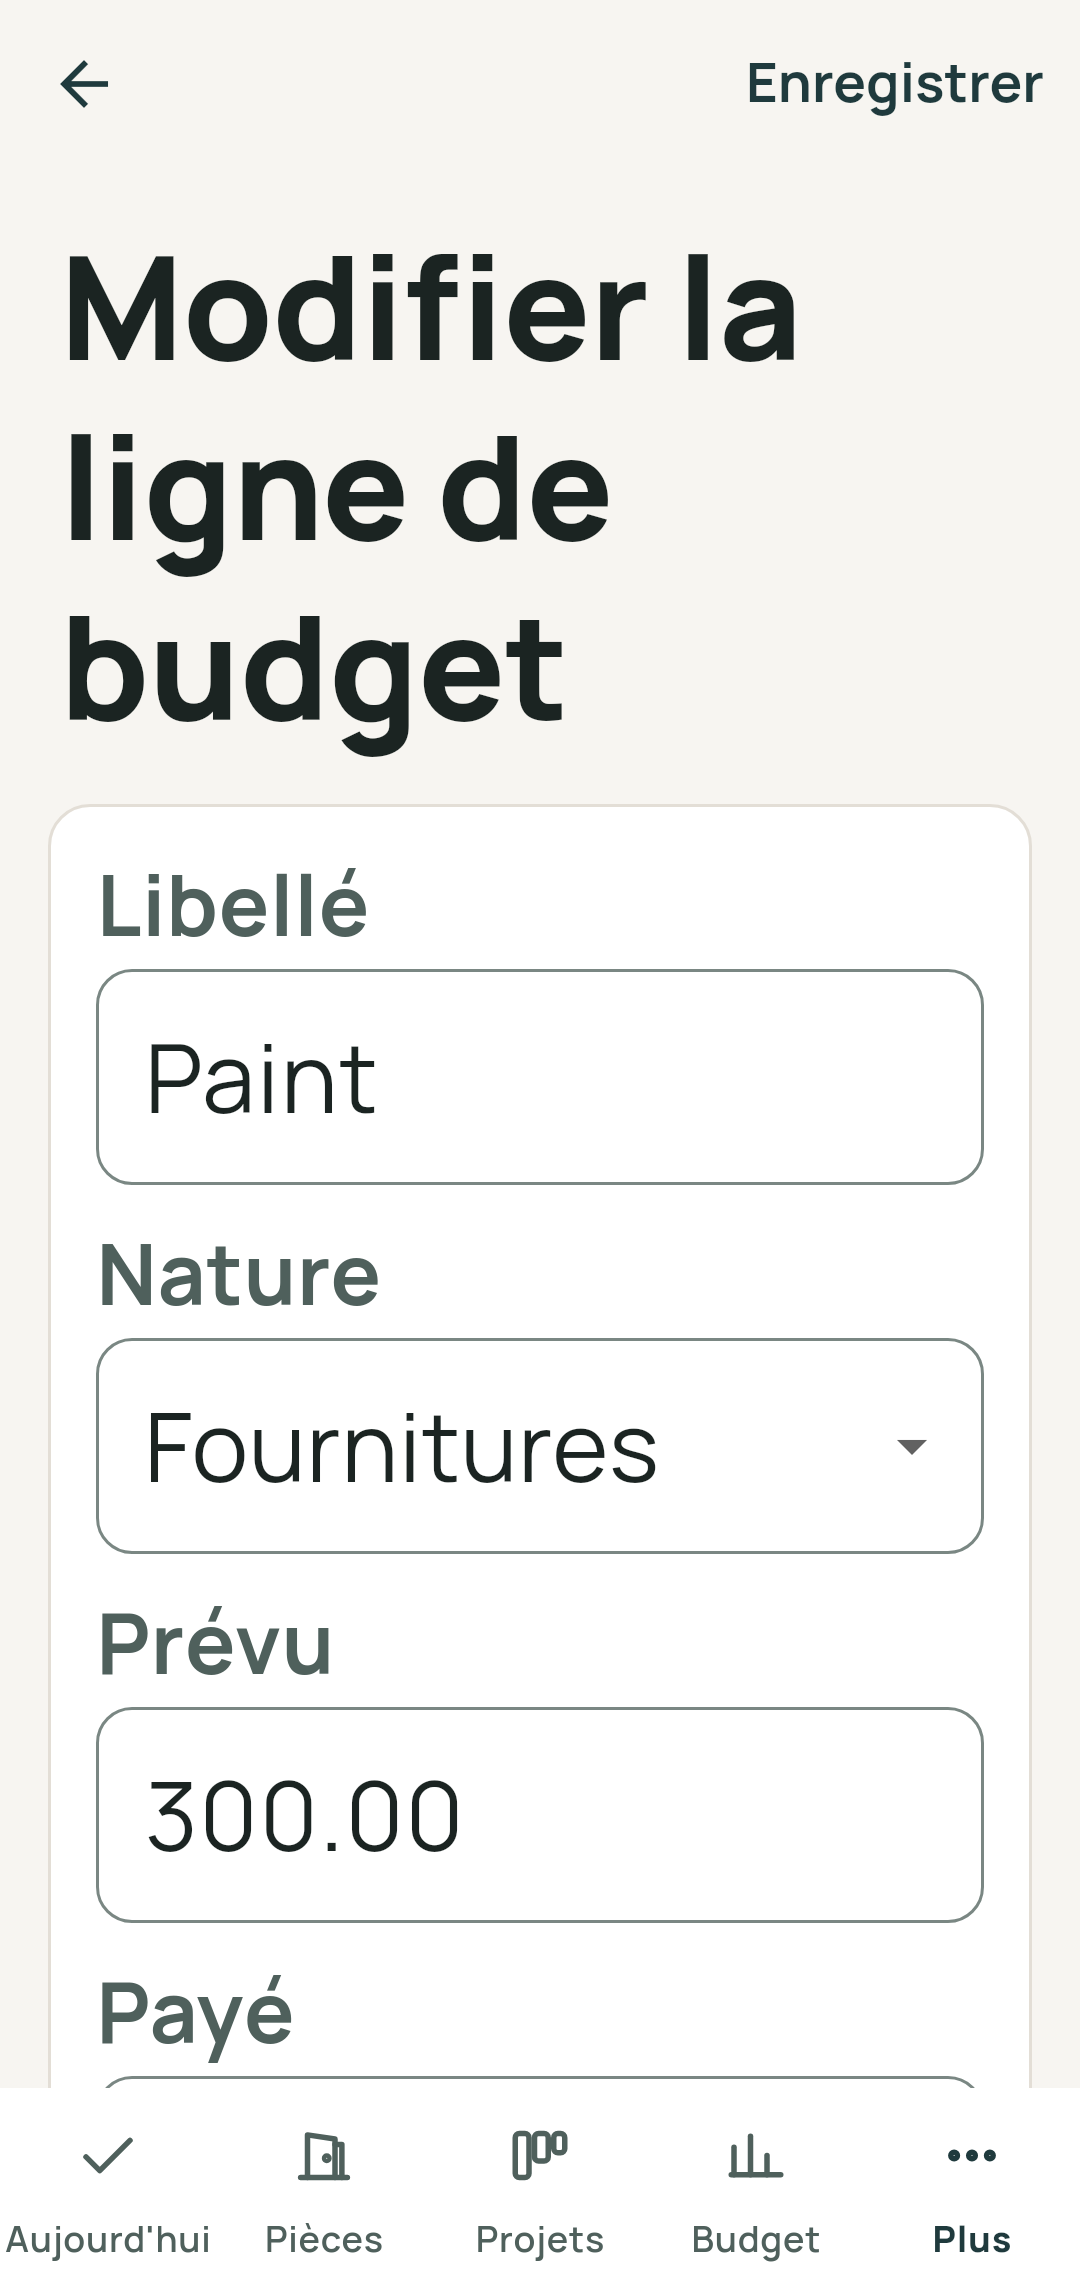 Enregistrer
Modifier la
ligne de
budget
Libellé
Paint
Nature
Fournitures
Prévu
300.00
Payé
Aujourd'hui
Pièces
Projets
Budget
Plus